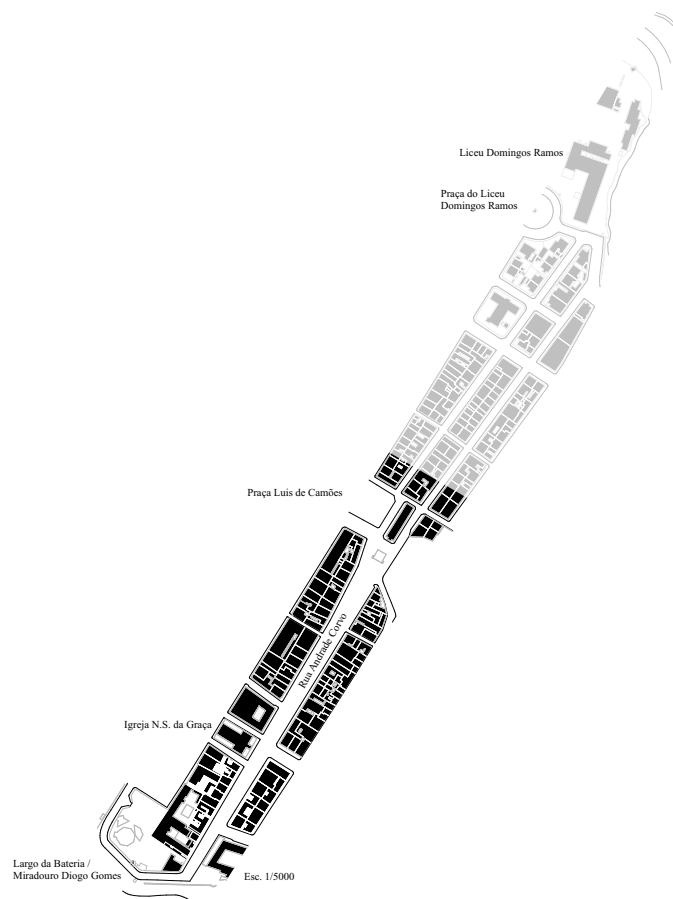 Liceu Domingos Ramos
Praça do Liceu
Domingos Ramos
Praça Luis de Camões
Rua Andrade Corvo
Igreja N.S. da Graça
Largo da Bateria /
Miradouro Diogo Gomes
Esc. 1/5000